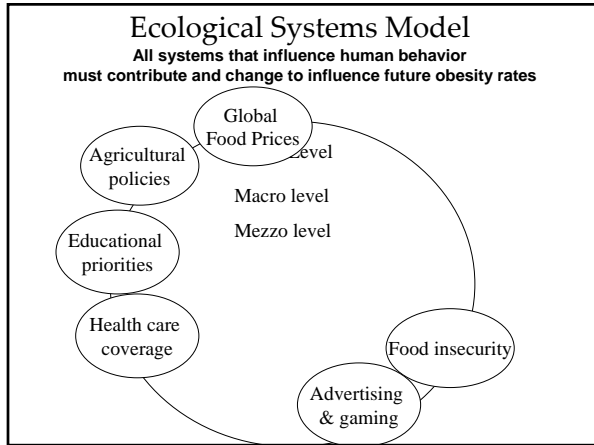 Ecological Systems Model
All systems that influence human behavior
must contribute and change to influence future obesity rates
Global
Food Prices
Level
Agricultural
policies
Macro level
Mezzo level
Educational
priorities
Health care
coverage
Food insecurity
Advertising
& gaming